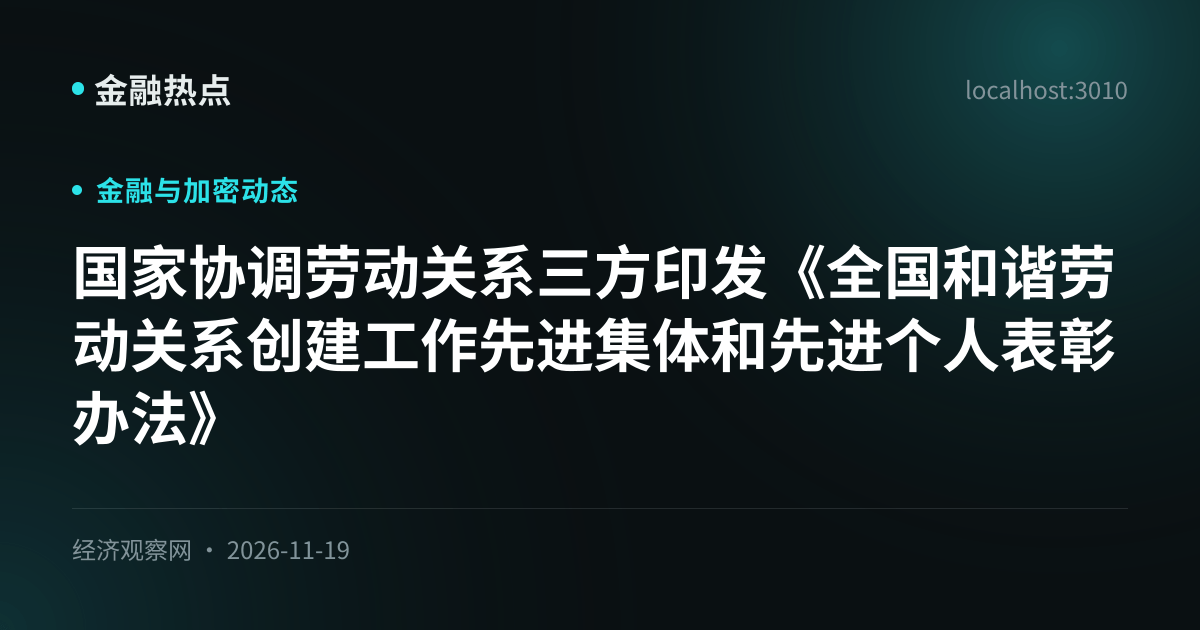 金融热点
localhost:3010
金融与加密动态
国家协调劳动关系三方印发《全国和谐劳
动关系创建工作先进集体和先进个人表彰
办法》
经济观察网 · 2026-11-19